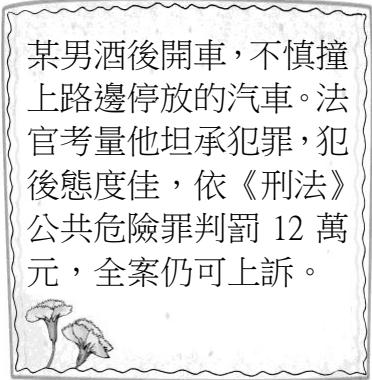 某男酒後開車，不慎撞
上路邊停放的汽車。法
官考量他坦承犯罪，犯
後態度佳，依《刑法》
公共危險罪判罰 12 萬
元，全案仍可上訴。